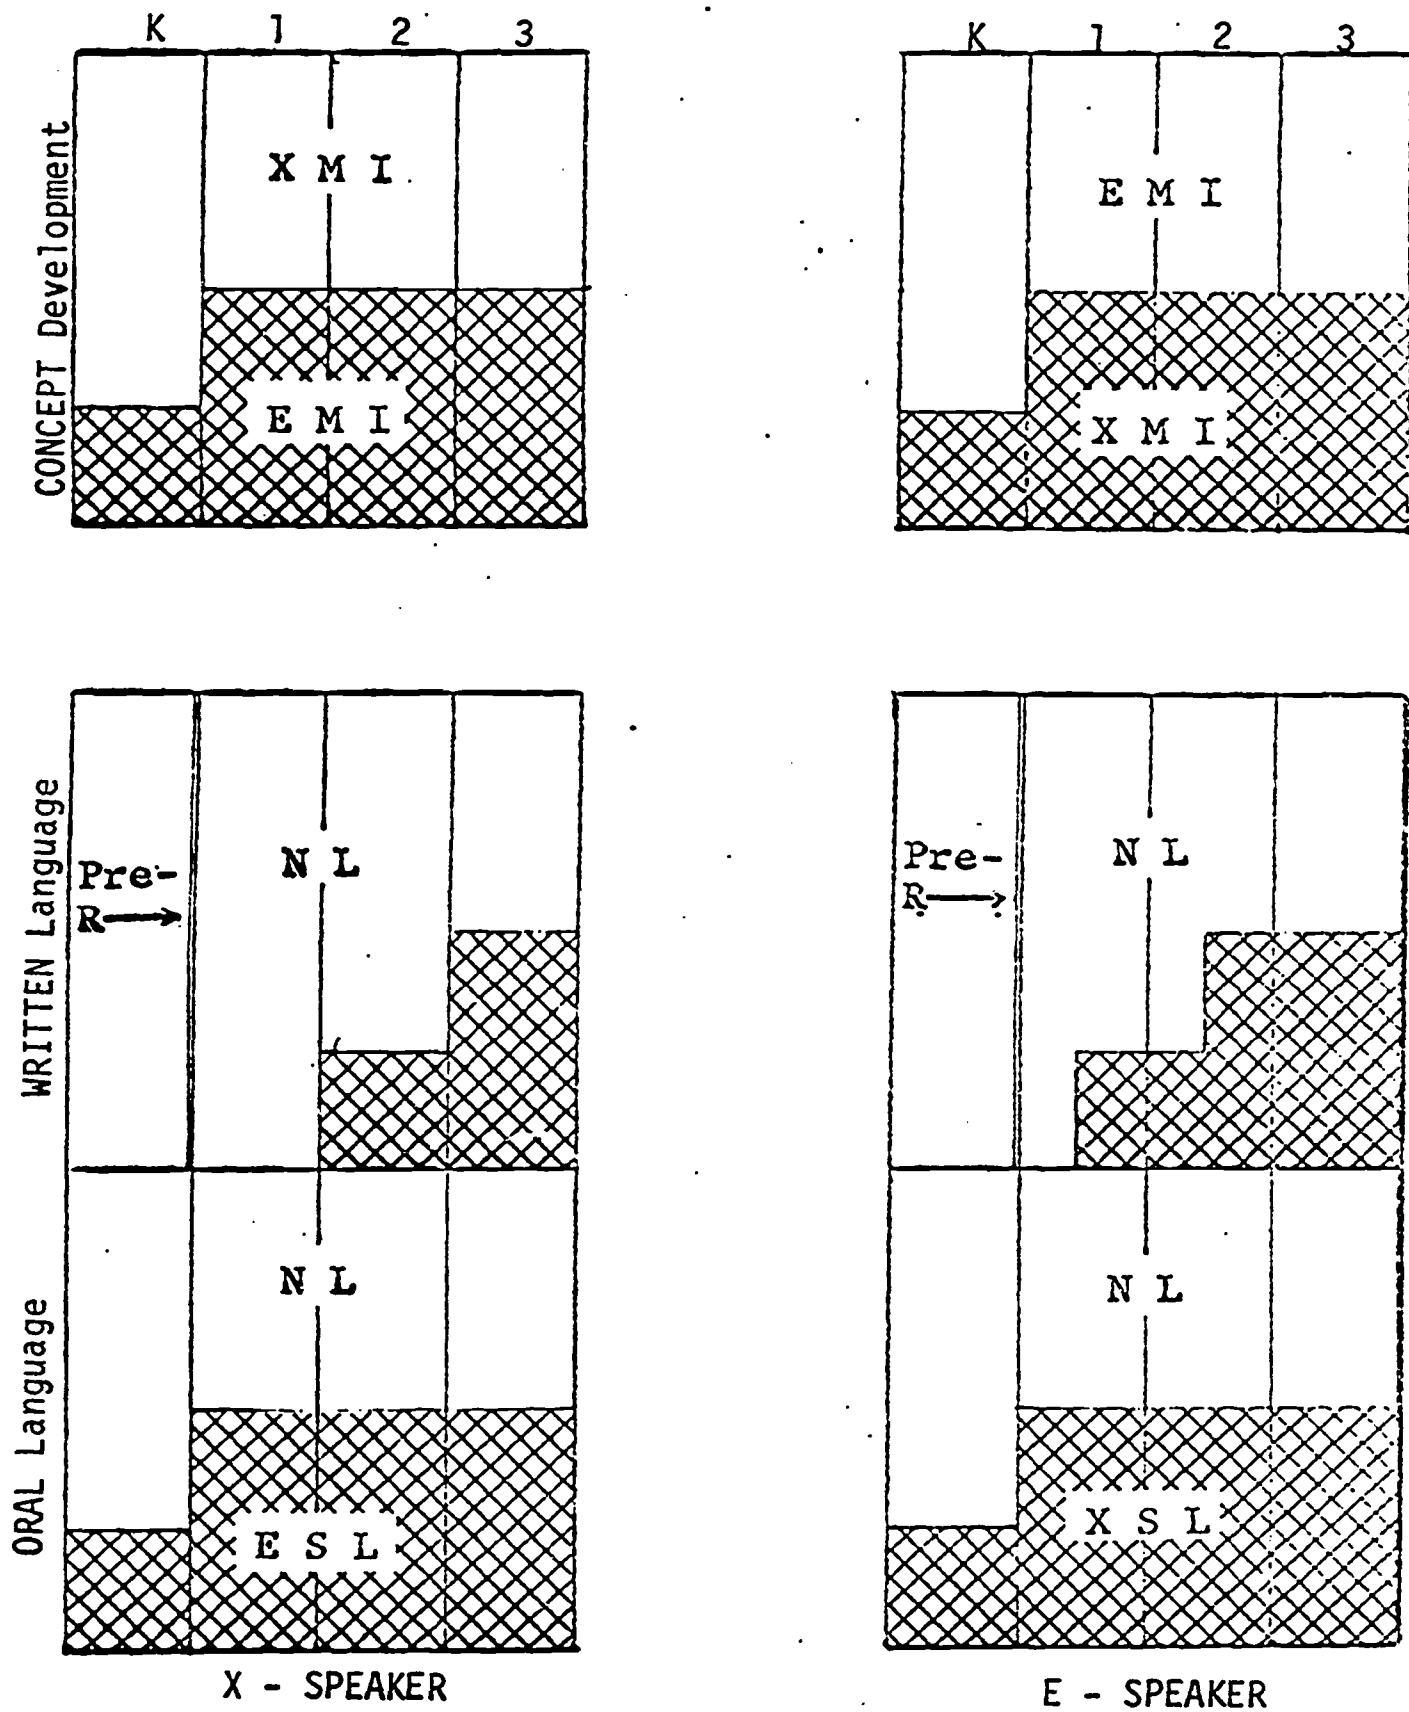 K 1 2 3
K 1 2 3
CONCEPT Development
X M I
E M I
E M I
X M I
WRITTEN Language
Pre-
R
N L
Pre-
R
N L
ORAL Language
N L
E S L
N L
X S L
X - SPEAKER
E - SPEAKER